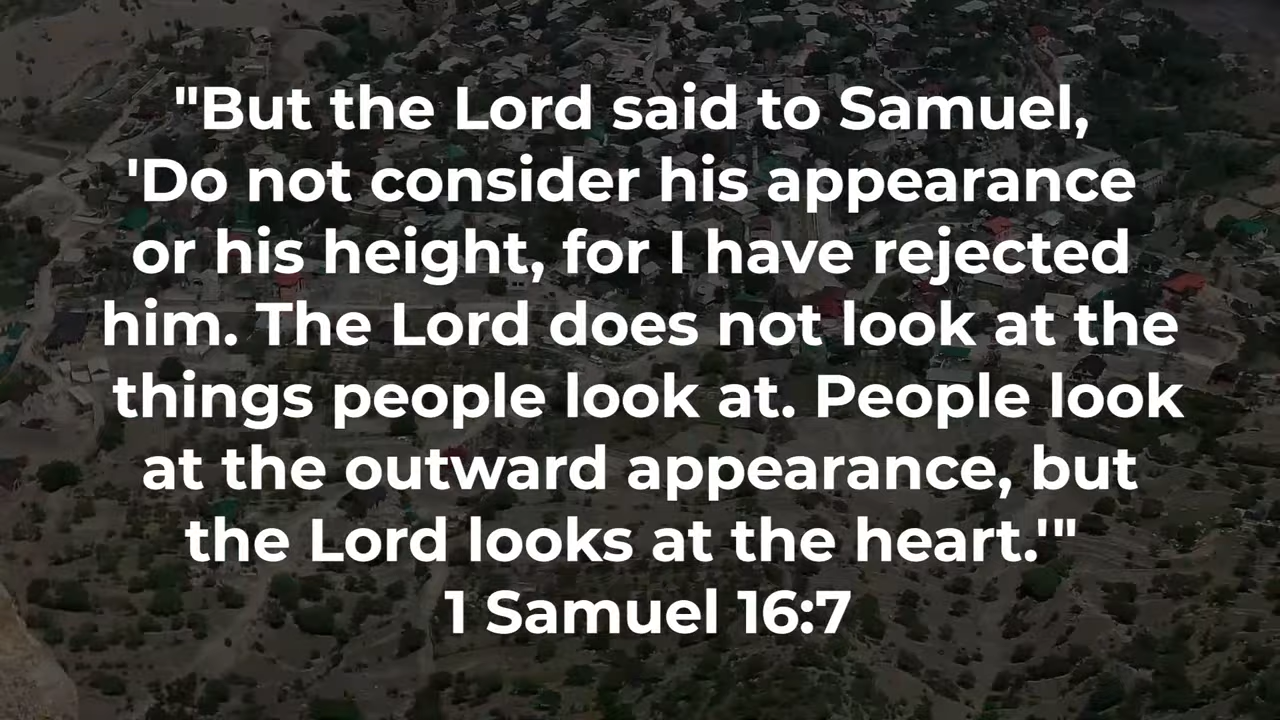 "But the Lord said to Samuel,
'Do not consider his appearance
or his height, for I have rejected
him. The Lord does not look at the
things people look at. People look
at the outward appearance, but
the Lord looks at the heart.'"
1 Samuel 16:7